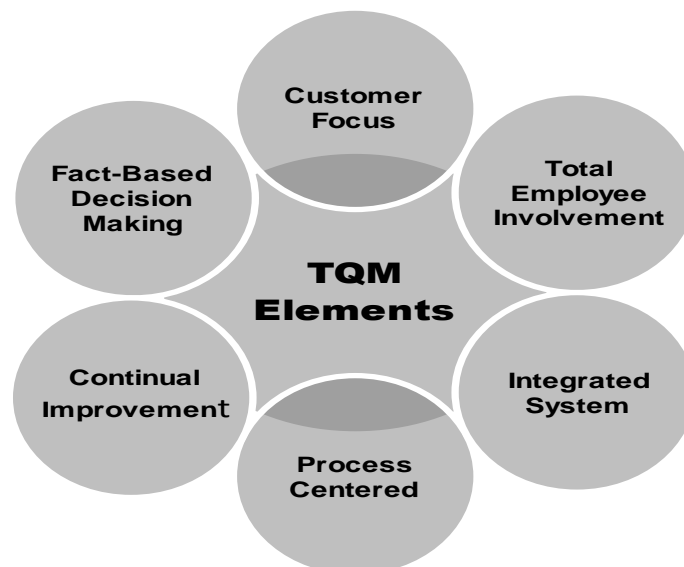 Customer
Focus
Total
Employee
Involvement
Integrated
System
Process
Centered
Continual
Improvement
Fact-Based
Decision
Making
TQM
Elements